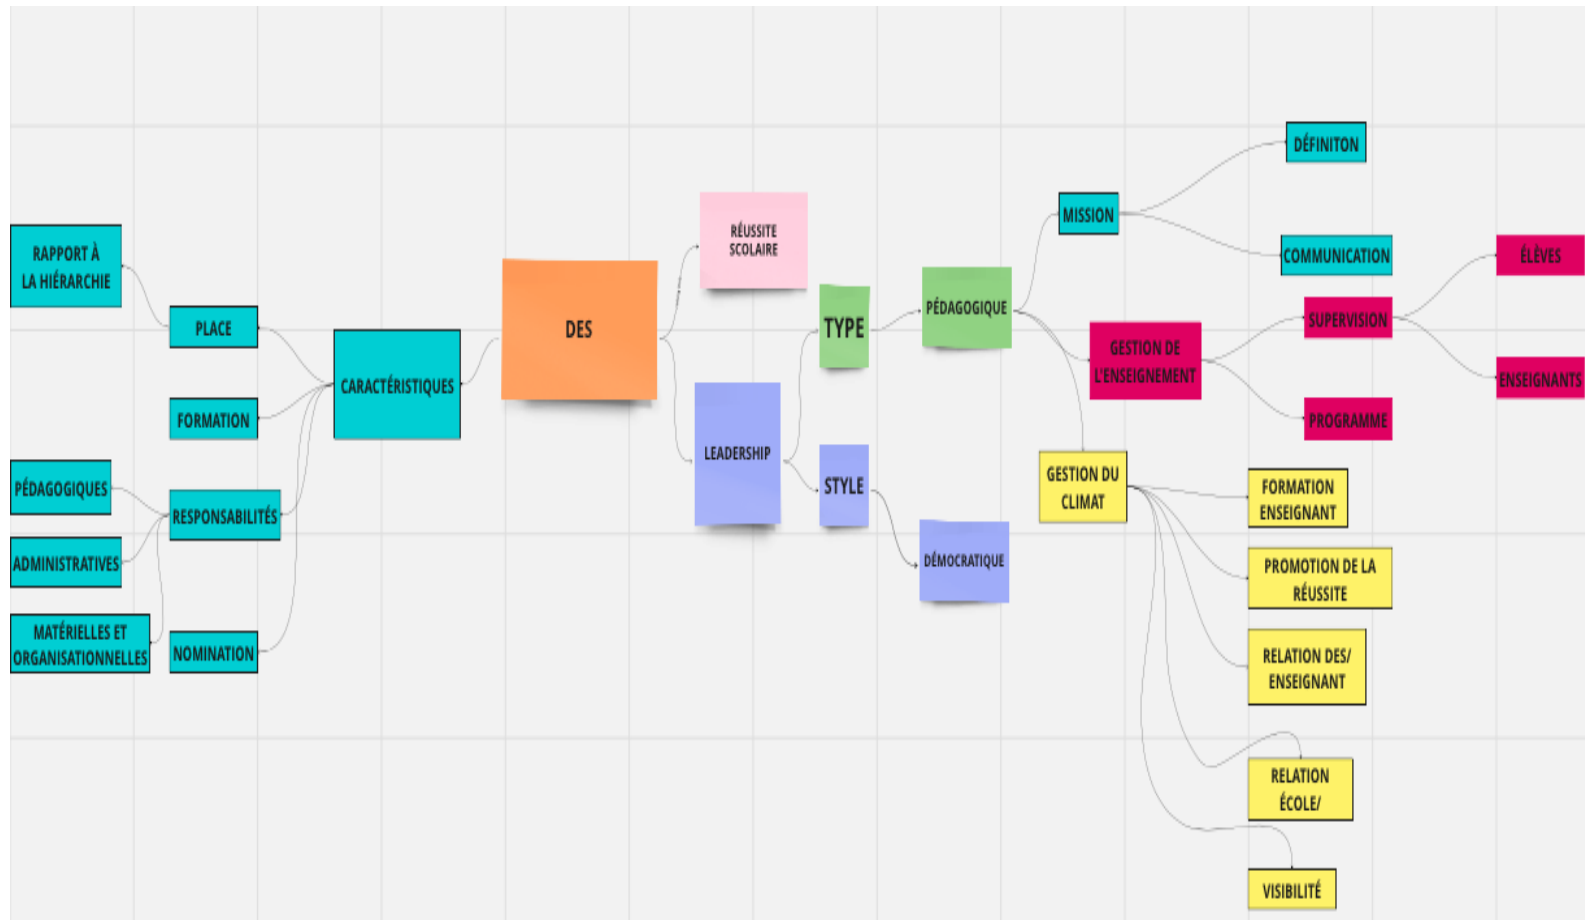 RAPPORT À
LA HIÉRARCHIE
PLACE
FORMATION
PÉDAGOGIQUES
RESPONSABILITÉS
ADMINISTRATIVES
MATÉRIELLES ET
ORGANISATIONNELLES
NOMINATION
CARACTÉRISTIQUES
DES
RÉUSSITE
SCOLAIRE
LEADERSHIP
TYPE
STYLE
PÉDAGOGIQUE
DÉMOCRATIQUE
MISSION
DÉFINITON
COMMUNICATION
GESTION DE
L'ENSEIGNEMENT
SUPERVISION
ÉLÈVES
ENSEIGNANTS
PROGRAMME
GESTION DU
CLIMAT
FORMATION
ENSEIGNANT
PROMOTION DE LA
RÉUSSITE
RELATION DES/
ENSEIGNANT
RELATION
ÉCOLE/
VISIBILITÉ